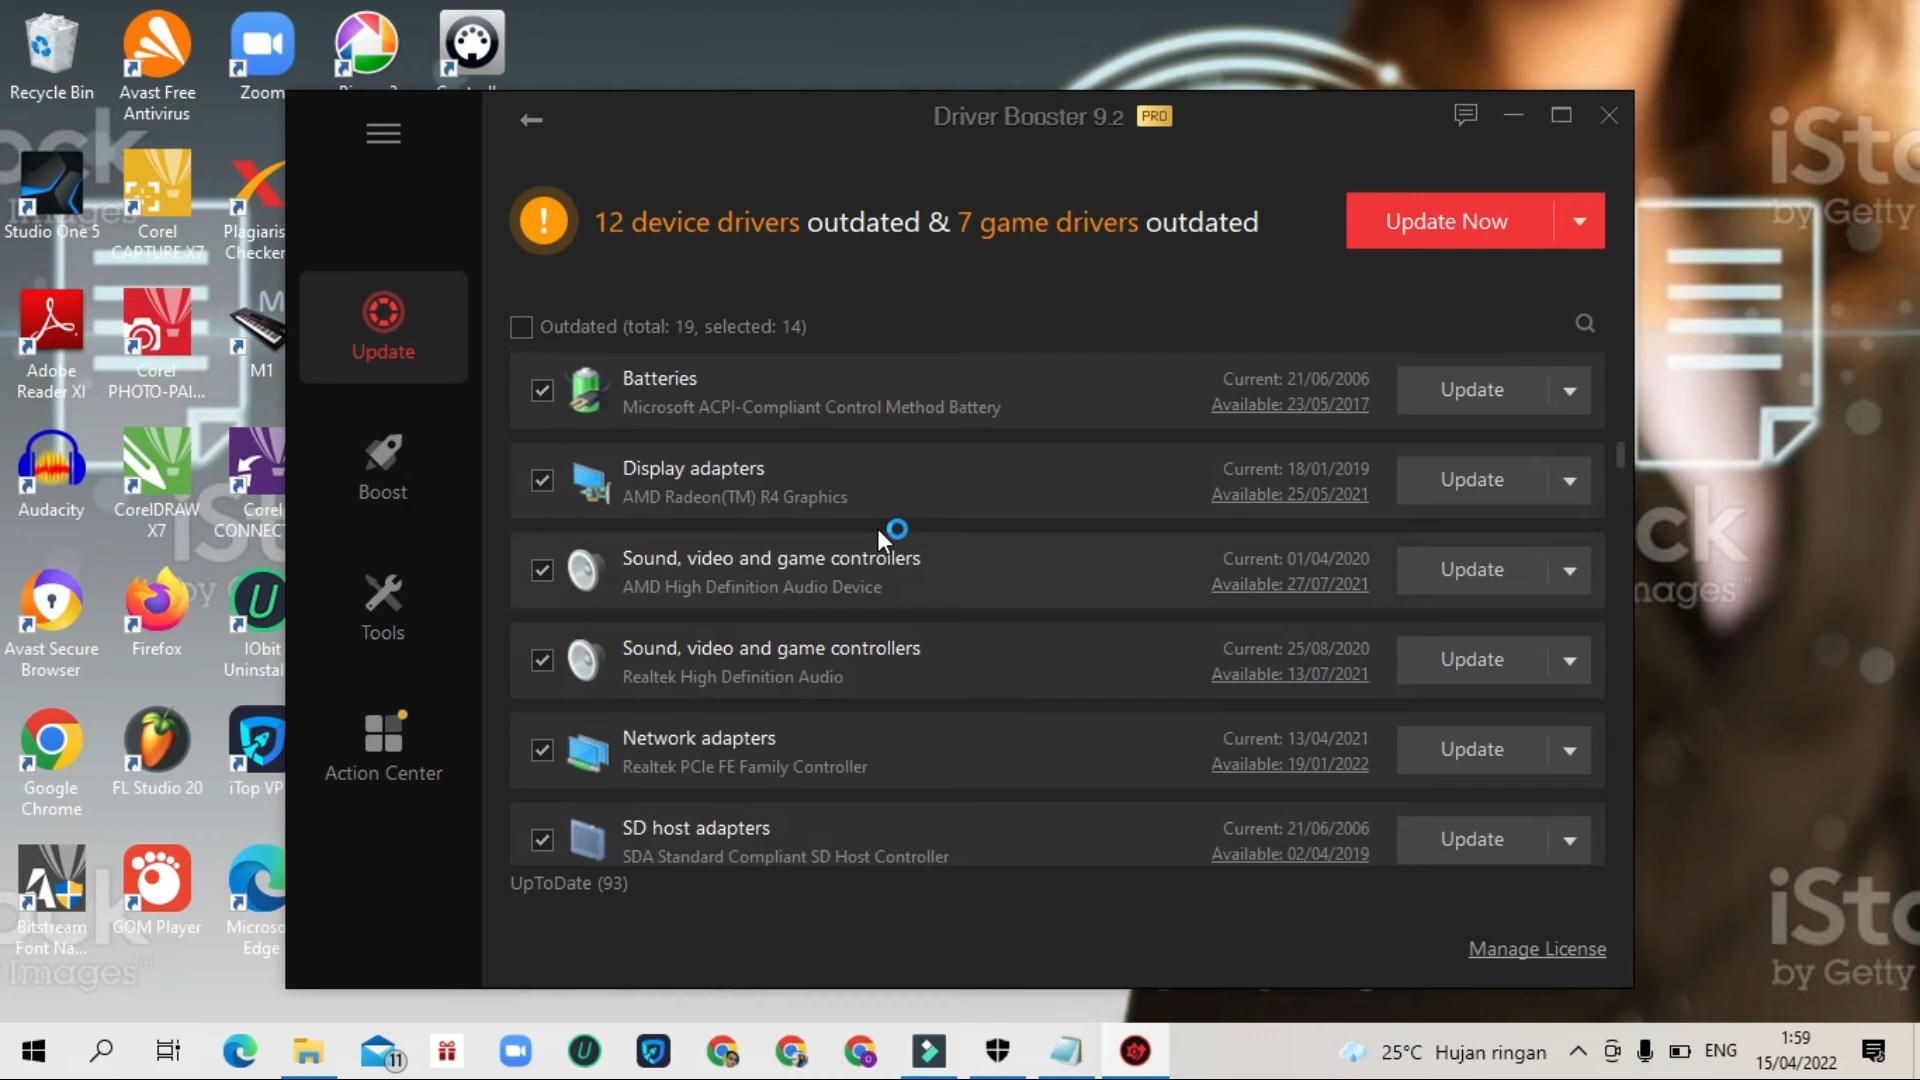 Recycle Bin
Avast Free
Antivirus
Zoom
Studio One 5
Corel
CAPTURE X7
Plagiaris
Checker
Adobe
Reader XI
Corel
PHOTO-PAI...
M1
Audacity
CorelDRAW
X7
Corel
CONNECT
Avast Secure
Browser
Firefox
IObit
Uninstal
Google
Chrome
FL Studio 20
iTop VP
Bitstream
Font Na...
GOM Player
Microso
Edge
Driver Booster 9.2 PRO
12 device drivers outdated & 7 game drivers outdated
Update Now
Update
Boost
Tools
Action Center
Outdated (total: 19, selected: 14)
Batteries
Microsoft ACPI-Compliant Control Method Battery
Current: 21/06/2006
Available: 23/05/2017
Update
Display adapters
AMD Radeon(TM) R4 Graphics
Current: 18/01/2019
Available: 25/05/2021
Update
Sound, video and game controllers
AMD High Definition Audio Device
Current: 01/04/2020
Available: 27/07/2021
Update
Sound, video and game controllers
Realtek High Definition Audio
Current: 25/08/2020
Available: 13/07/2021
Update
Network adapters
Realtek PCIe FE Family Controller
Current: 13/04/2021
Available: 19/01/2022
Update
SD host adapters
SDA Standard Compliant SD Host Controller
Current: 21/06/2006
Available: 02/04/2019
Update
UpToDate (93)
Manage License
iStoc
by Getty
iStoc
by Getty
11
25°C Hujan ringan
ENG
1:59
15/04/2022